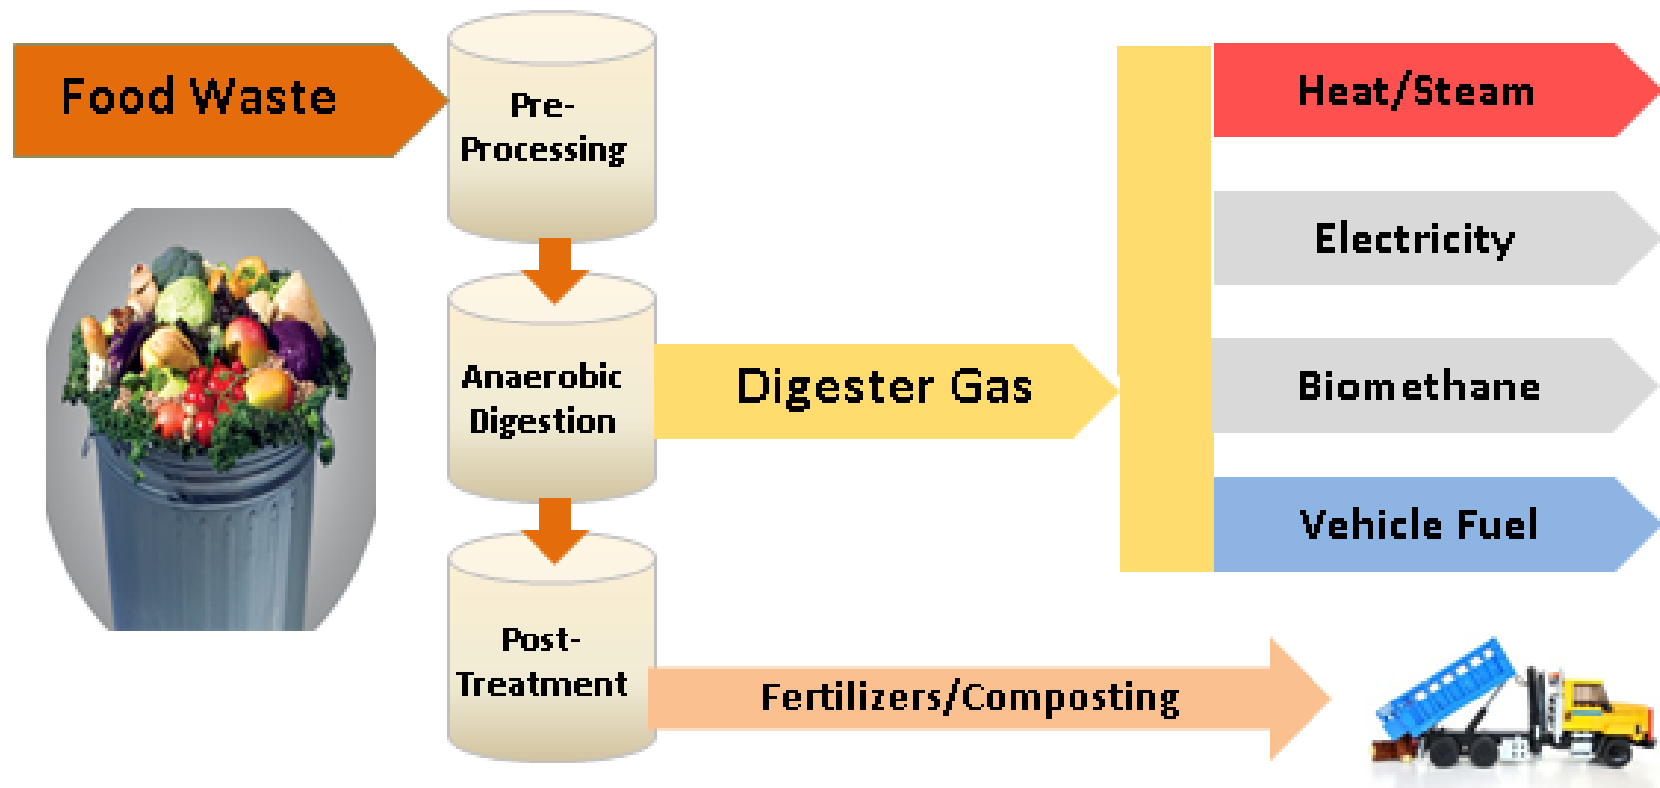 Food Waste
Pre-
Processing
Anaerobic
Digestion
Digester Gas
Heat/Steam
Electricity
Biomethane
Vehicle Fuel
Post-
Treatment
Fertilizers/Composting